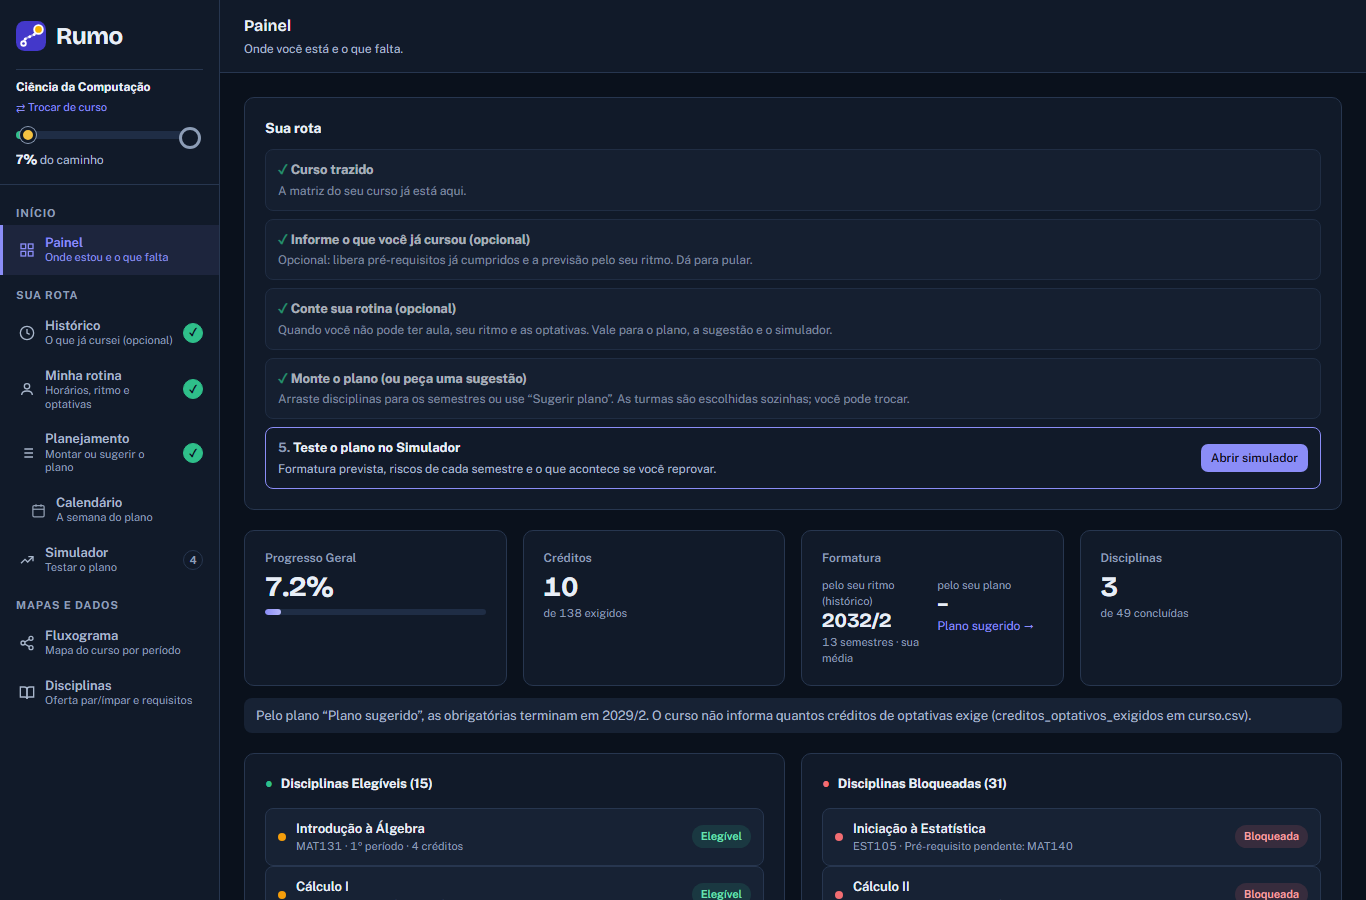 Rumo
Ciência da Computação
⇄ Trocar de curso
7% do caminho
INÍCIO
Painel
Onde estou e o que falta
SUA ROTA
Histórico
O que já cursei (opcional)
Minha rotina
Horários, ritmo e
optativas
Planejamento
Montar ou sugerir o
plano
Calendário
A semana do plano
Simulador
Testar o plano
4
MAPAS E DADOS
Fluxograma
Mapa do curso por período
Disciplinas
Oferta par/ímpar e requisitos
Painel
Onde você está e o que falta.
Sua rota
✓ Curso trazido
A matriz do seu curso já está aqui.
✓ Informe o que você já cursou (opcional)
Opcional: libera pré-requisitos já cumpridos e a previsão pelo seu ritmo. Dá para pular.
✓ Conte sua rotina (opcional)
Quando você não pode ter aula, seu ritmo e as optativas. Vale para o plano, a sugestão e o simulador.
✓ Monte o plano (ou peça uma sugestão)
Arraste disciplinas para os semestres ou use “Sugerir plano”. As turmas são escolhidas sozinhas; você pode trocar.
5. Teste o plano no Simulador
Formatura prevista, riscos de cada semestre e o que acontece se você reprovar.
Abrir simulador
Progresso Geral
7.2%
Créditos
10
de 138 exigidos
Formatura
pelo seu ritmo
(histórico)
2032/2
13 semestres · sua
média
pelo seu plano
–
Plano sugerido →
Disciplinas
3
de 49 concluídas
Pelo plano “Plano sugerido”, as obrigatórias terminam em 2029/2. O curso não informa quantos créditos de optativas exige (creditos_optativos_exigidos em curso.csv).
Disciplinas Elegíveis (15)
Introdução à Álgebra
MAT131 · 1º período · 4 créditos
Elegível
Cálculo I
Elegível
Disciplinas Bloqueadas (31)
Iniciação à Estatística
EST105 · Pré-requisito pendente: MAT140
Bloqueada
Cálculo II
Bloqueada